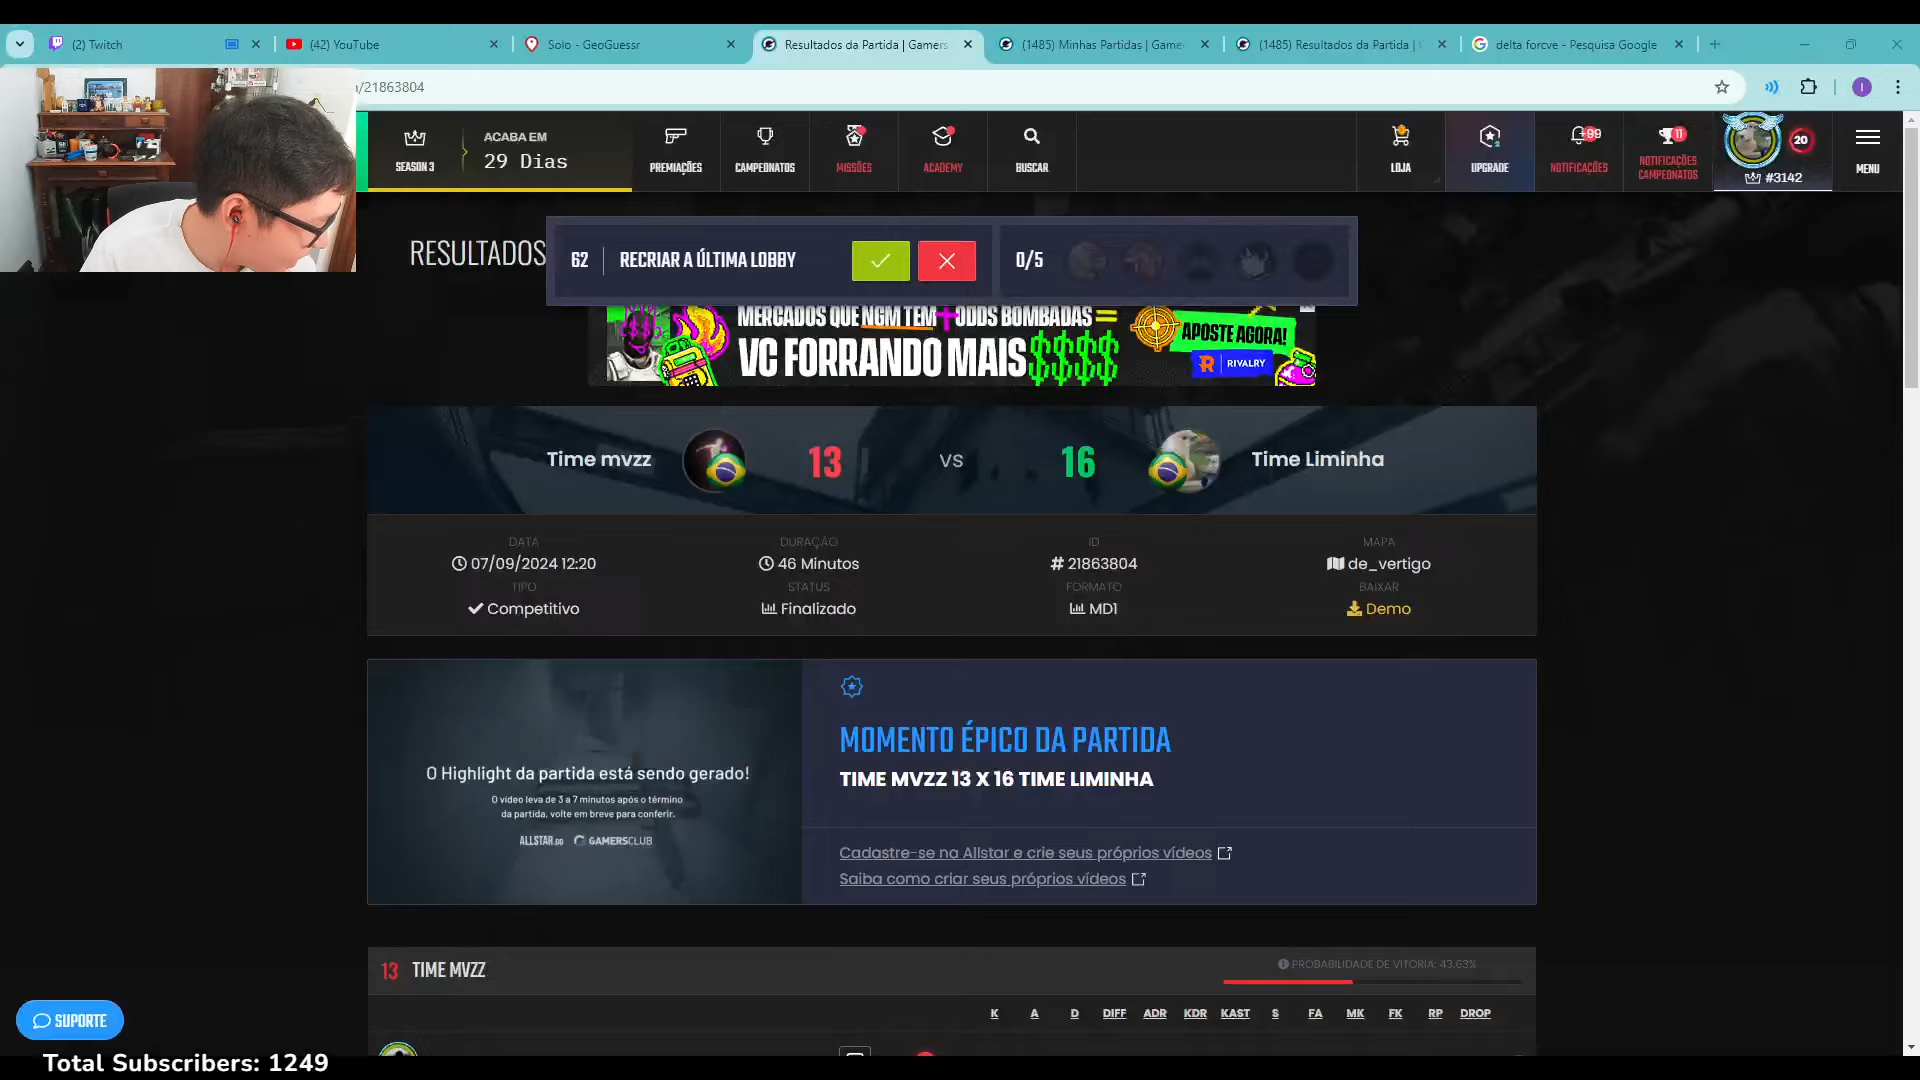 (2) Twitch
(42) YouTube
Solo - GeoGuessr
Resultados da Partida | Gamers
(1485) Minhas Partidas | Game
(1485) Resultados da Partida |
delta forcve - Pesquisa Google
/21863804
I
SEASON 3
ACABA EM
29 Dias
PREMIAÇÕES
CAMPEONATOS
MISSÕES
ACADEMY
BUSCAR
LOJA
UPGRADE
+99
NOTIFICAÇÕES
11
NOTIFICAÇÕES
CAMPEONATOS
20
#3142
MENU
RESULTADOS
62
RECRIAR A ÚLTIMA LOBBY
0/5
MERCADOS QUE NGM TEM+ODDS BOMBADAS=
VC FORRANDO MAIS $$$$
APOSTE AGORA!
RIVALRY
Time mvzz
13
VS
16
Time Liminha
DATA
07/09/2024 12:20
DURAÇÃO
46 Minutos
ID
# 21863804
MAPA
de_vertigo
TIPO
Competitivo
STATUS
Finalizado
FORMATO
MD1
BAIXAR
Demo
O Highlight da partida está sendo gerado!
O vídeo leva de 3 a 7 minutos após o término
da partida, volte em breve para conferir.
ALLSTAR.GG GAMERSCLUB
MOMENTO ÉPICO DA PARTIDA
TIME MVZZ 13 X 16 TIME LIMINHA
Cadastre-se na Allstar e crie seus próprios vídeos
Saiba como criar seus próprios vídeos
13 TIME MVZZ
PROBABILIDADE DE VITORIA: 43.63%
K A D DIFF ADR KDR KAST S FA MK FK RP DROP
SUPORTE
Total Subscribers: 1249